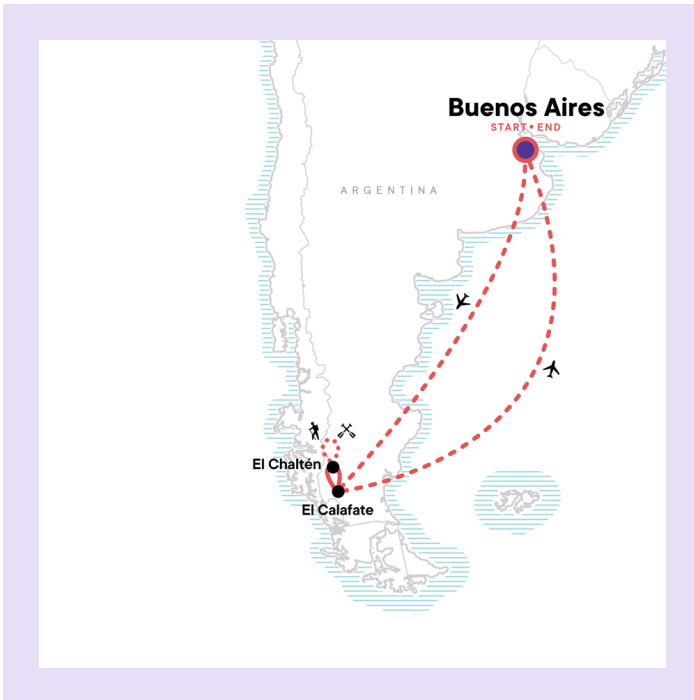 Buenos Aires
START • END
ARGENTINA
El Chaltén
El Calafate